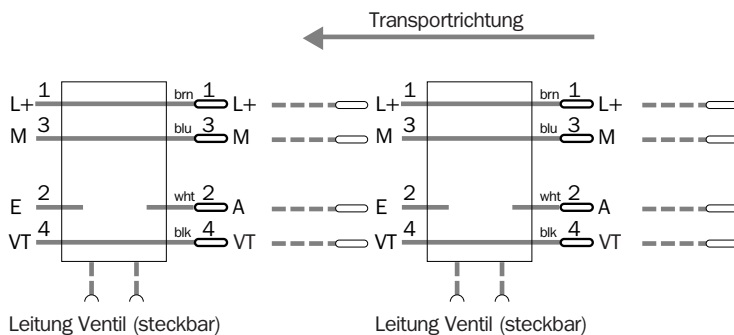 Transportrichtung
L+ 1 brn 1 L+ L+ 1 brn 1 L+
M 3 blu 3 M M 3 blu 3 M
E 2 wht 2 A E 2 wht 2 A
VT 4 blk 4 VT VT 4 blk 4 VT
Leitung Ventil (steckbar) Leitung Ventil (steckbar)